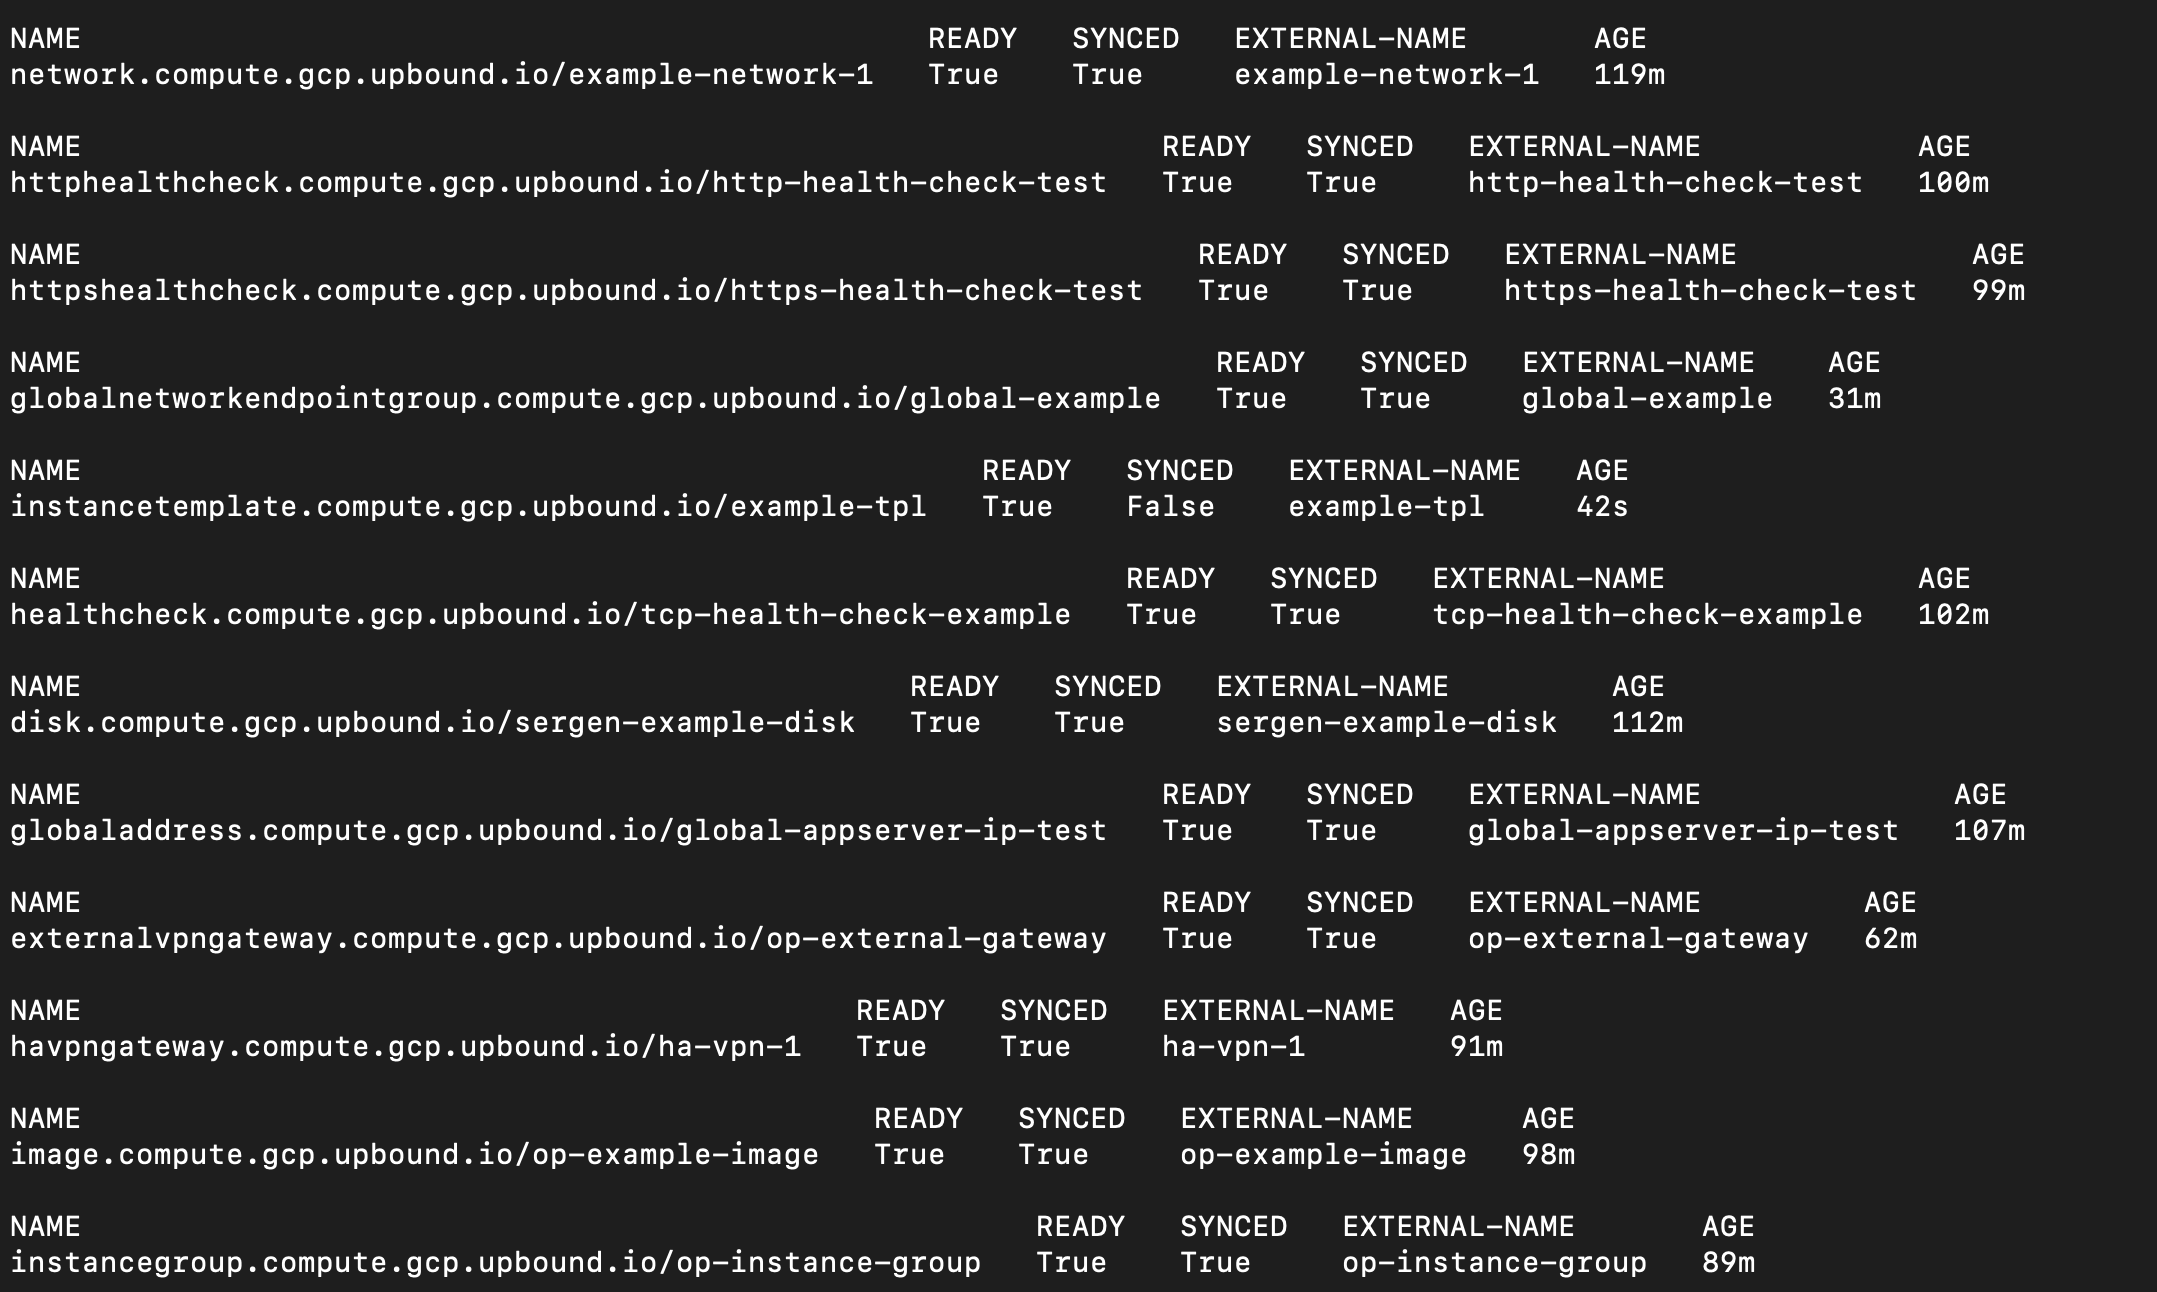 NAME READY SYNCED EXTERNAL-NAME AGE
network.compute.gcp.upbound.io/example-network-1 True True example-network-1 119m
NAME READY SYNCED EXTERNAL-NAME AGE
httphealthcheck.compute.gcp.upbound.io/http-health-check-test True True http-health-check-test 100m
NAME READY SYNCED EXTERNAL-NAME AGE
httpshealthcheck.compute.gcp.upbound.io/https-health-check-test True True https-health-check-test 99m
NAME READY SYNCED EXTERNAL-NAME AGE
globalnetworkendpointgroup.compute.gcp.upbound.io/global-example True True global-example 31m
NAME READY SYNCED EXTERNAL-NAME AGE
instancetemplate.compute.gcp.upbound.io/example-tpl True False example-tpl 42s
NAME READY SYNCED EXTERNAL-NAME AGE
healthcheck.compute.gcp.upbound.io/tcp-health-check-example True True tcp-health-check-example 102m
NAME READY SYNCED EXTERNAL-NAME AGE
disk.compute.gcp.upbound.io/sergen-example-disk True True sergen-example-disk 112m
NAME READY SYNCED EXTERNAL-NAME AGE
globaladdress.compute.gcp.upbound.io/global-appserver-ip-test True True global-appserver-ip-test 107m
NAME READY SYNCED EXTERNAL-NAME AGE
externalvpngateway.compute.gcp.upbound.io/op-external-gateway True True op-external-gateway 62m
NAME READY SYNCED EXTERNAL-NAME AGE
havpngateway.compute.gcp.upbound.io/ha-vpn-1 True True ha-vpn-1 91m
NAME READY SYNCED EXTERNAL-NAME AGE
image.compute.gcp.upbound.io/op-example-image True True op-example-image 98m
NAME READY SYNCED EXTERNAL-NAME AGE
instancegroup.compute.gcp.upbound.io/op-instance-group True True op-instance-group 89m